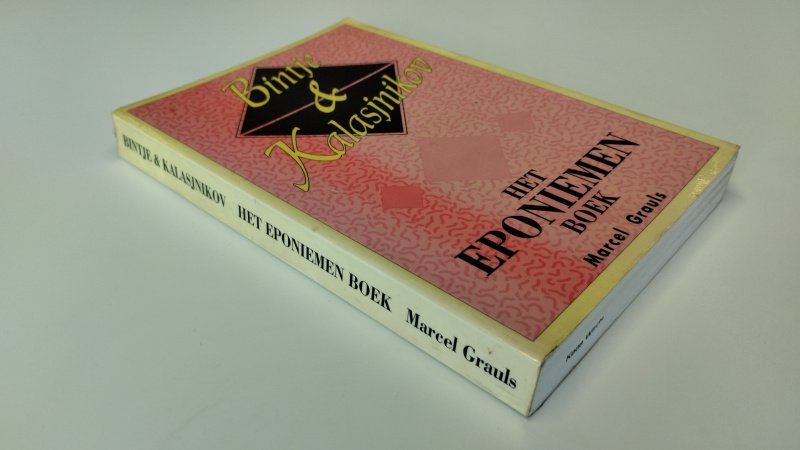 Bintje
&
Kalasjnikov
HET
EPONIEMEN
BOEK
Marcel Grauls
BINTJE & KALASJNIKOV HET EPONIEMEN BOEK Marcel Grauls